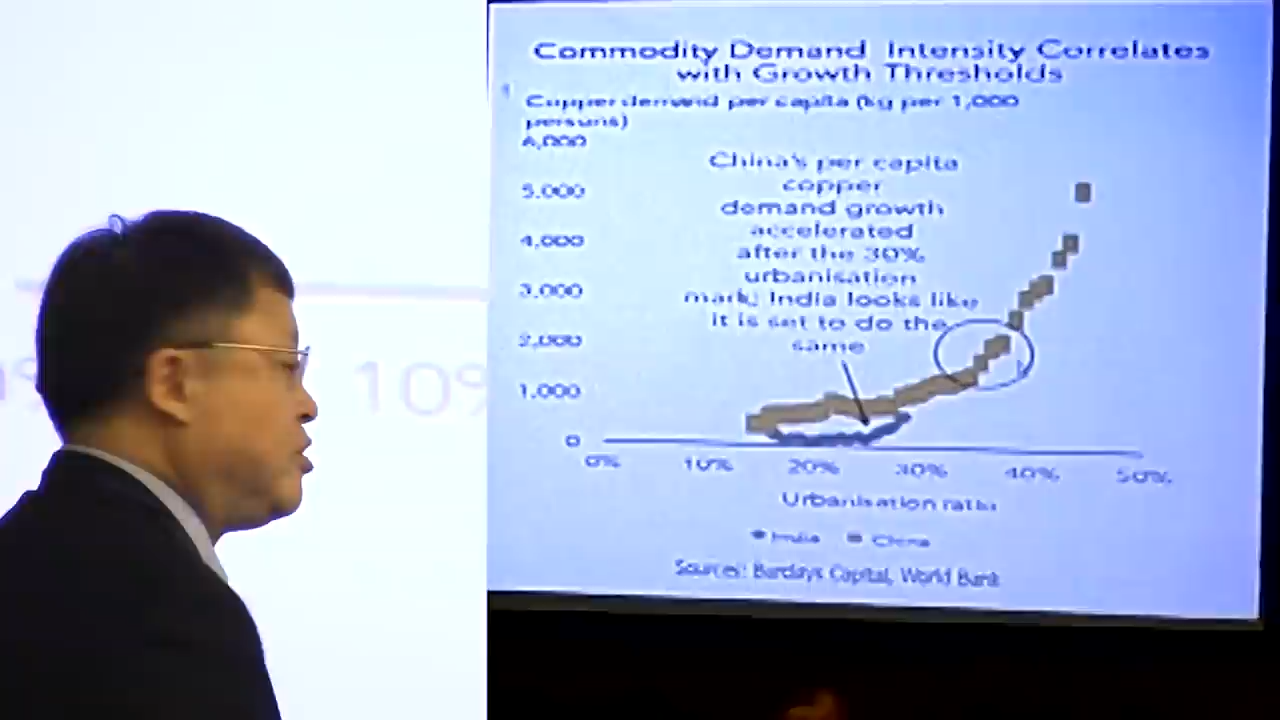 10%
Commodity Demand Intensity Correlates
with Growth Thresholds
Copper demand per capita (kg per 1,000
persons)
6,000
China's per capita
copper
5.000
demand growth
accelerated
4,000
after the 30%
urbanisation
3,000
mark; India looks like
it is set to do the
2,000
same
1,000
0
0% 10% 20% 30% 40% 50%
Urbanisation ratio
India China
Sources: Barclays Capital, World Bank